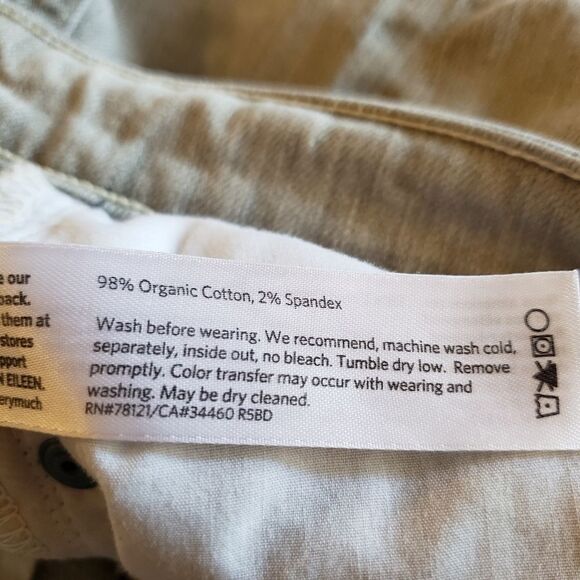 e our
back.
them at
stores
pport
N EILEEN.
erymuch
98% Organic Cotton, 2% Spandex
Wash before wearing. We recommend, machine wash cold,
separately, inside out, no bleach. Tumble dry low. Remove
promptly. Color transfer may occur with wearing and
washing. May be dry cleaned.
RN#78121/CA#34460 R5BD